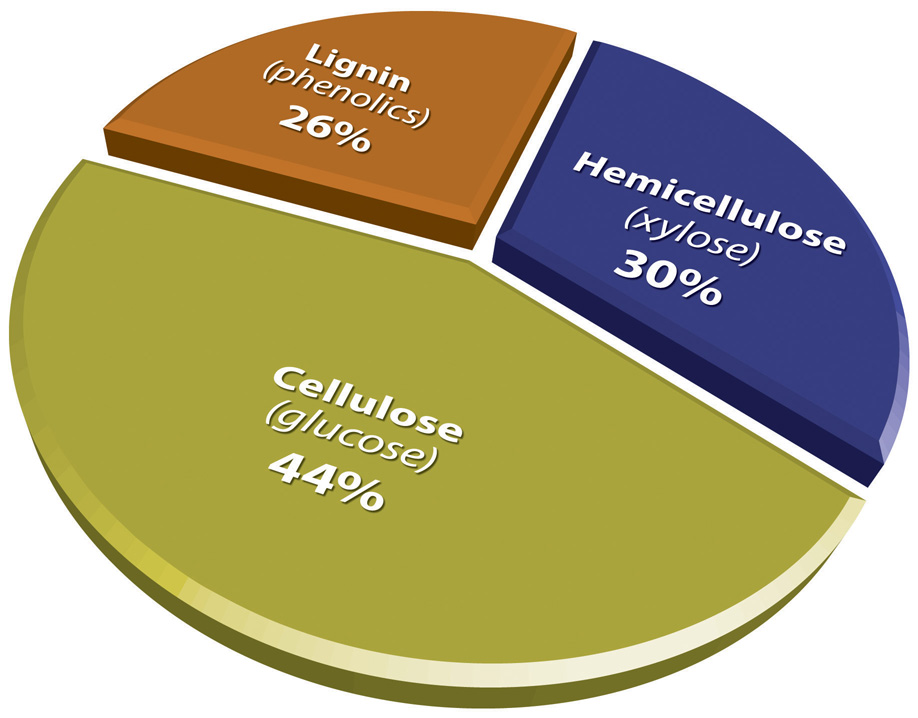 Lignin
(phenolics)
26%
Hemicellulose
(xylose)
30%
Cellulose
(glucose)
44%